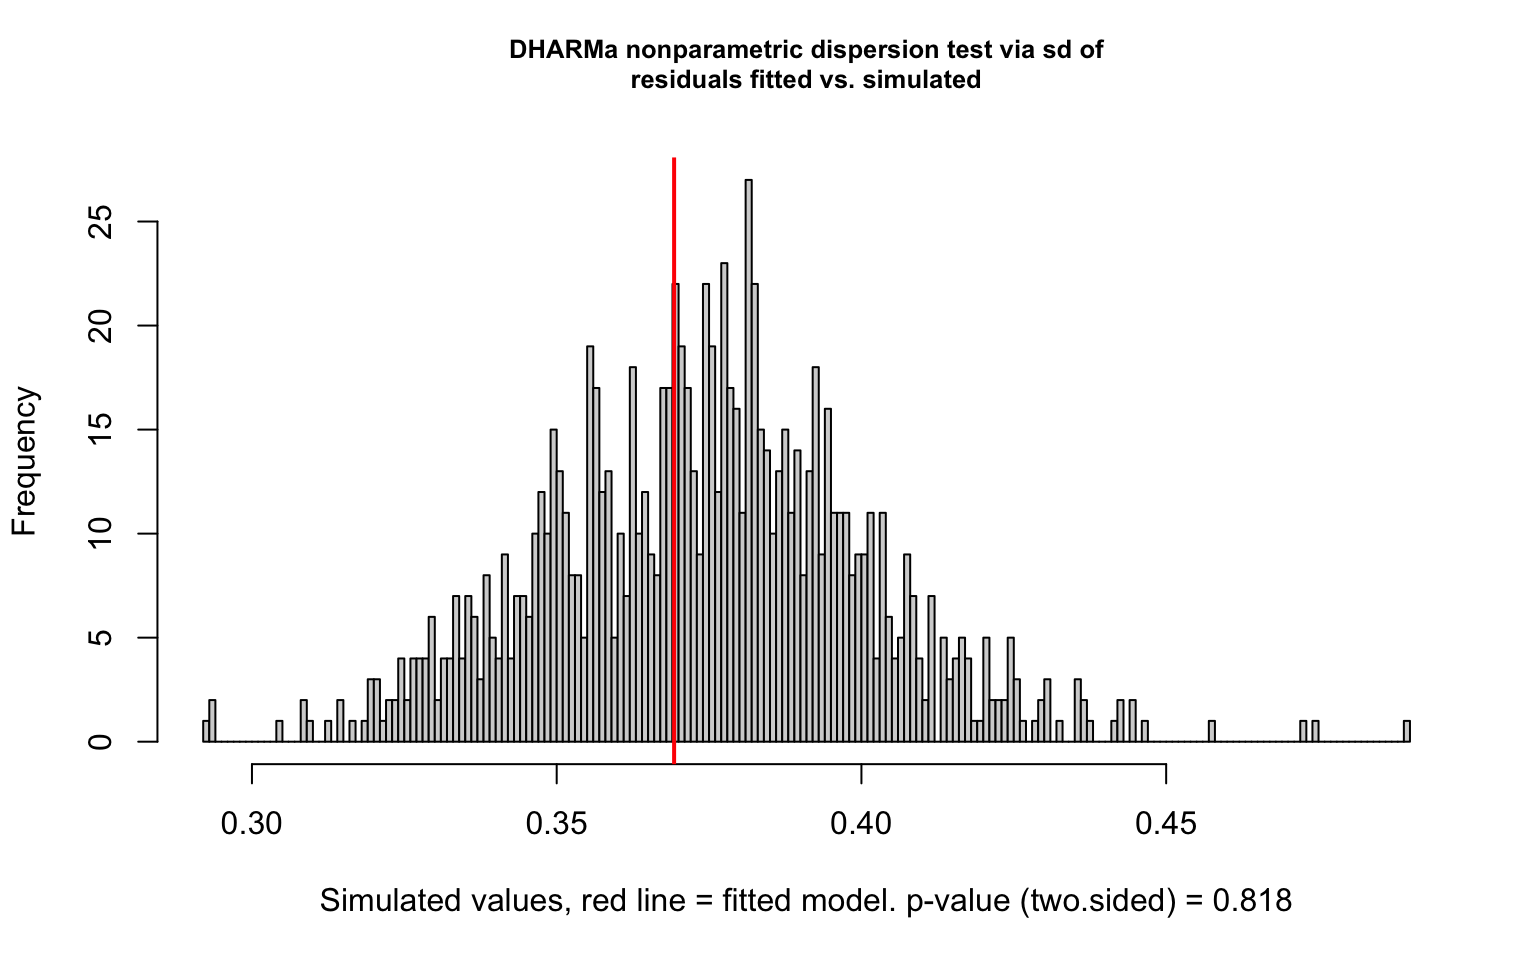 DHARMa nonparametric dispersion test via sd of
residuals fitted vs. simulated
Frequency
25
20
15
10
5
0
0.30 0.35 0.40 0.45
Simulated values, red line = fitted model. p-value (two.sided) = 0.818